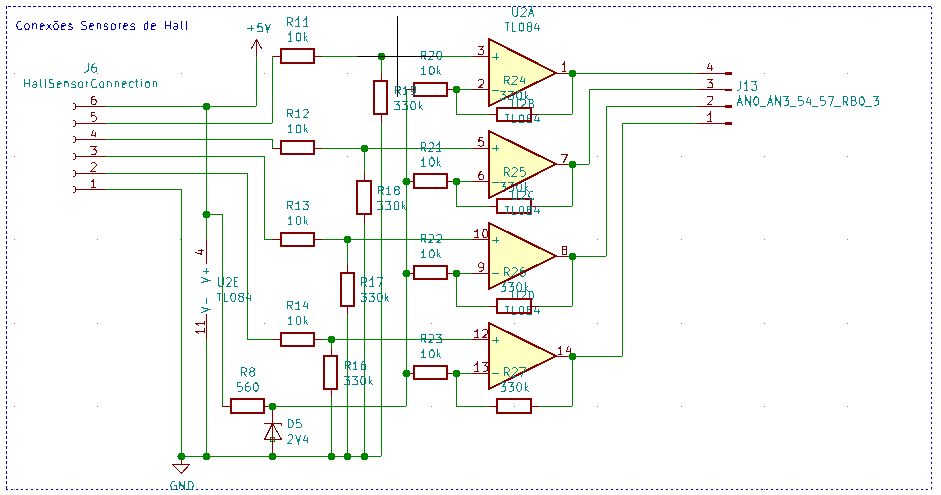 Conexões Sensores de Hall
J6
HallSensorConnection
6
5
4
3
2
1
+5V
R11
10k
R12
10k
R13
10k
R14
10k
R8
560
D5
2V4
GND
4
V+
V-
11
U2E
TL084
R19
330k
R18
330k
R17
330k
R16
330k
R20
10k
R21
10k
R22
10k
R23
10k
U2A
TL084
3
2
1
R24
330k
U2B
TL084
5
6
7
R25
330k
U2C
TL084
10
9
8
R26
330k
U2D
TL084
12
13
14
R27
330k
4
3
2
1
J13
AN0_AN3_54_57_RB0_3